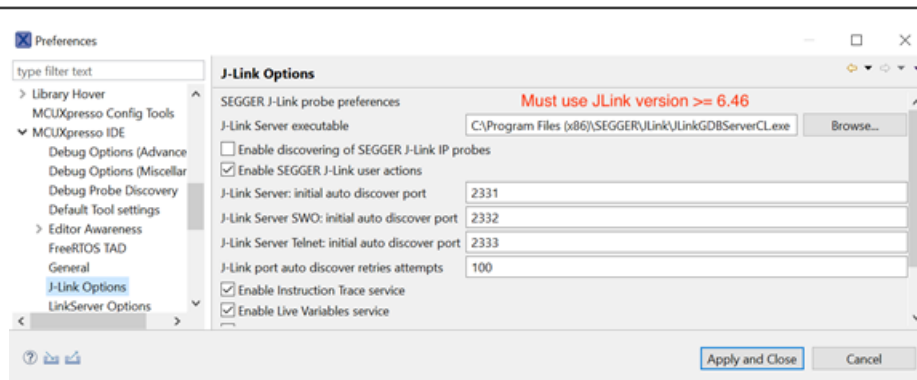 Preferences
type filter text
J-Link Options
Library Hover
MCUXpresso Config Tools
MCUXpresso IDE
Debug Options (Advance
Debug Options (Miscellar
Debug Probe Discovery
Default Tool settings
Editor Awareness
FreeRTOS TAD
General
J-Link Options
LinkServer Options
SEGGER J-Link probe preferences
Must use JLink version >= 6.46
J-Link Server executable
C:\Program Files (x86)\SEGGER\JLink\JLinkGDBServerCL.exe
Browse...
Enable discovering of SEGGER J-Link IP probes
Enable SEGGER J-Link user actions
J-Link Server: initial auto discover port
2331
J-Link Server SWO: initial auto discover port
2332
J-Link Server Telnet: initial auto discover port
2333
J-Link port auto discover retries attempts
100
Enable Instruction Trace service
Enable Live Variables service
Apply and Close
Cancel